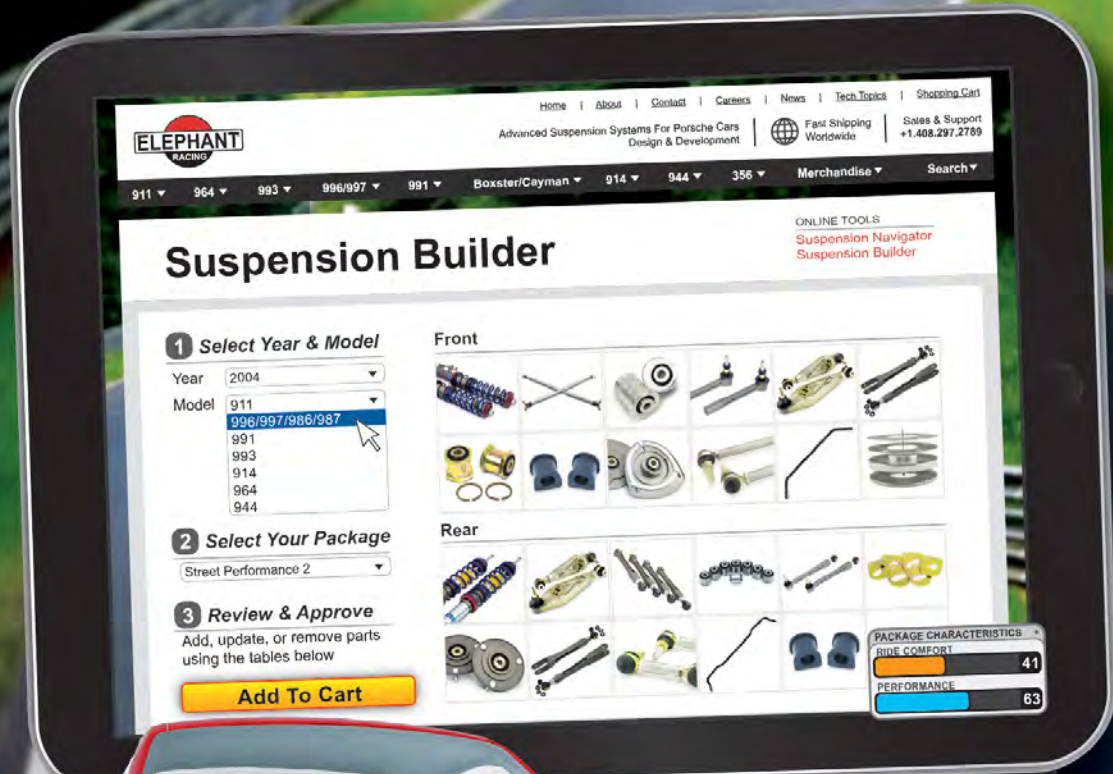 ELEPHANT
RACING
Home | About | Contact | Careers | News | Tech Topics | Shopping Cart
Advanced Suspension Systems For Porsche Cars
Design & Development
Fast Shipping
Worldwide
Sales & Support
+1.408.297.2789
911 ▼ 964 ▼ 993 ▼ 996/997 ▼ 991 ▼ Boxster/Cayman ▼ 914 ▼ 944 ▼ 356 ▼ Merchandise ▼ Search ▼
Suspension Builder
ONLINE TOOLS
Suspension Navigator
Suspension Builder
1 Select Year & Model
Year 2004
Model 911
996/997/986/987
991
993
914
964
944
2 Select Your Package
Street Performance 2
3 Review & Approve
Add, update, or remove parts
using the tables below
Add To Cart
Front
Rear
PACKAGE CHARACTERISTICS
RIDE COMFORT
41
PERFORMANCE
63